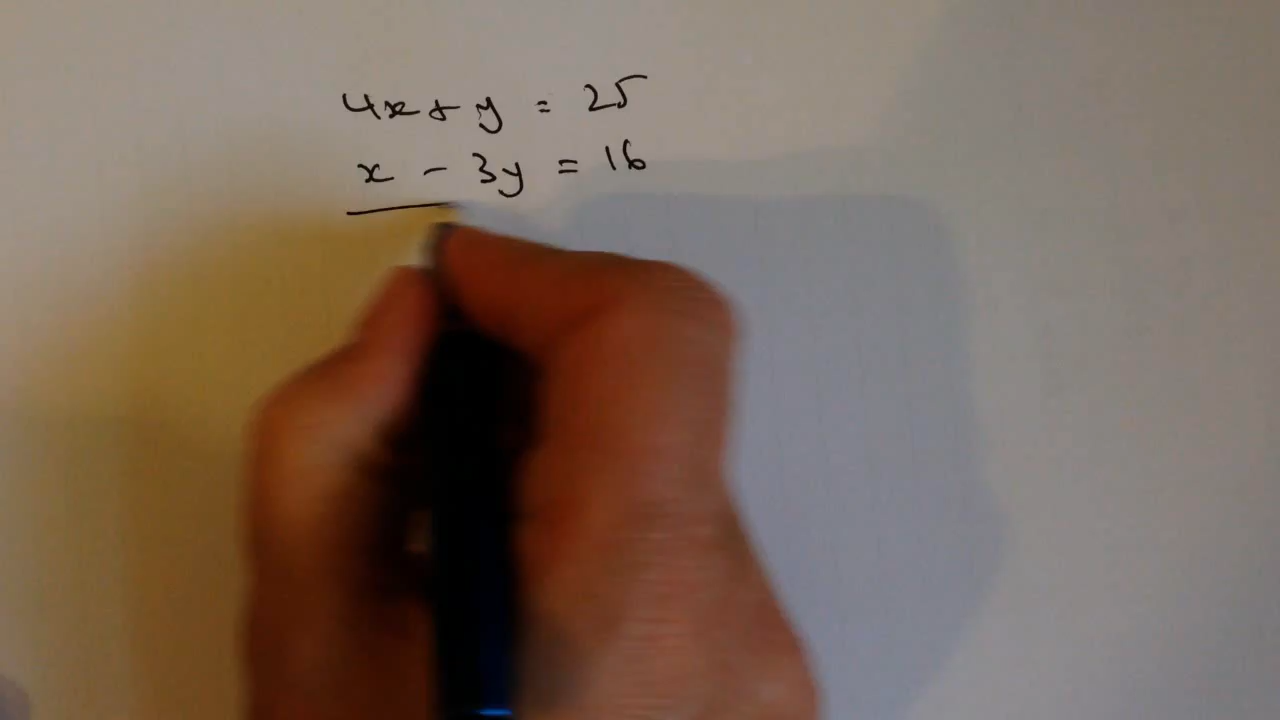 4x + y = 25
x - 3y = 16